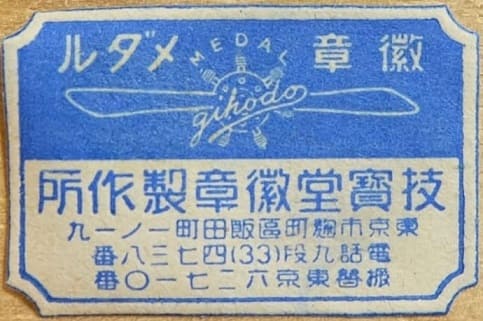 徽章 メダル
MEDAL
gihodo
技寶堂徽章製作所
東京市麹町區飯田町一ノ一九
電話九段(33)四七三八番
振替東京六二七一〇番